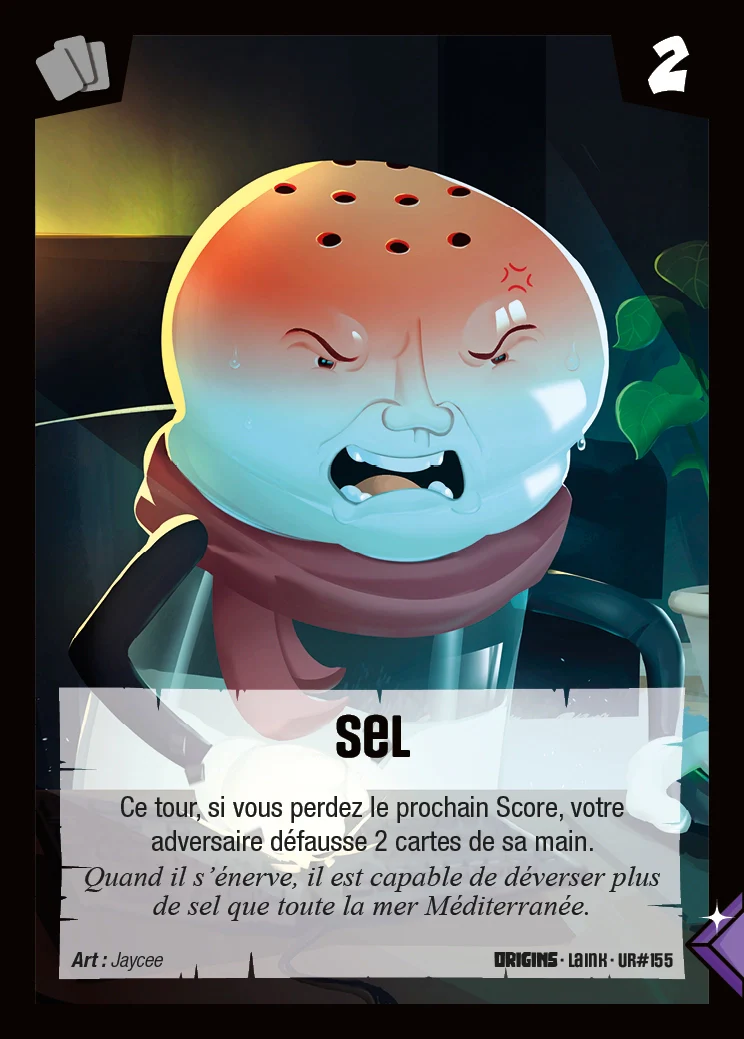 2
sel
Ce tour, si vous perdez le prochain Score, votre
adversaire défausse 2 cartes de sa main.
Quand il s'énerve, il est capable de déverser plus
de sel que toute la mer Méditerranée.
Art : Jaycee
ORIGINS · LAINK · UR#155